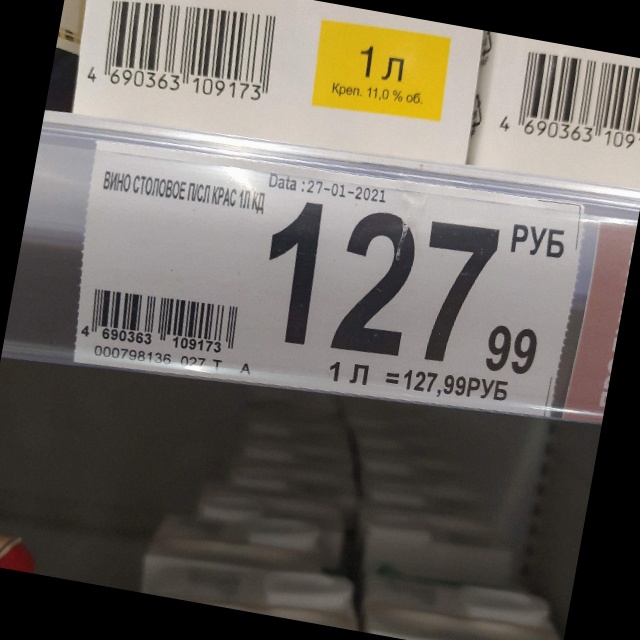 4 690363 109173
1 л
Креп. 11,0 % об.
4 690363 109
ВИНО СТОЛОВОЕ ПСЛ КРАС 1Л КД
Data :27-01-2021
127 99
РУБ
4 690363 109173
000798136 027 T A
1 Л =127,99РУБ